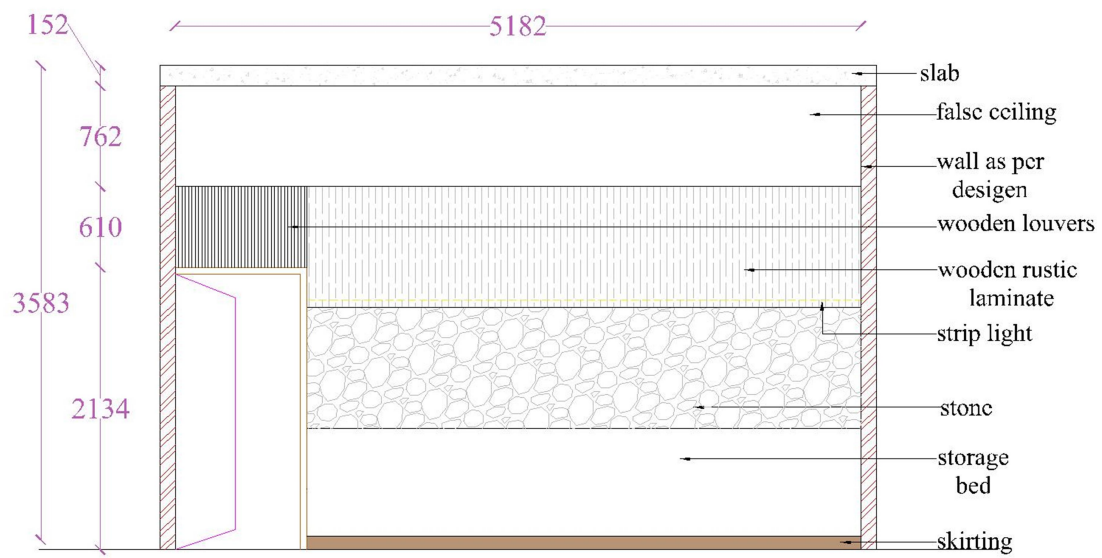 152
5182
slab
false ceiling
762
wall as per
desigen
610
wooden louvers
wooden rustic
laminate
3583
strip light
2134
stone
storage
bed
skirting